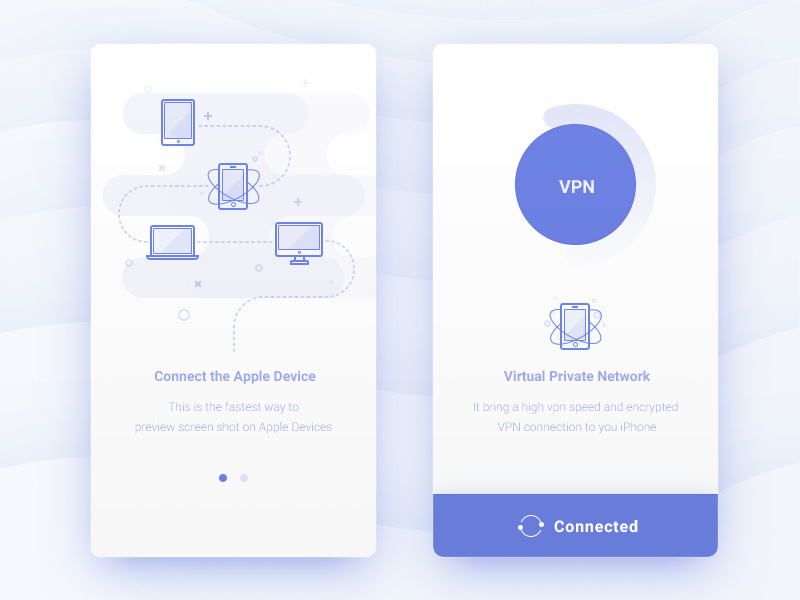 Connect the Apple Device
This is the fastest way to
preview screen shot on Apple Devices
VPN
Virtual Private Network
It bring a high vpn speed and encrypted
VPN connection to you iPhone
Connected